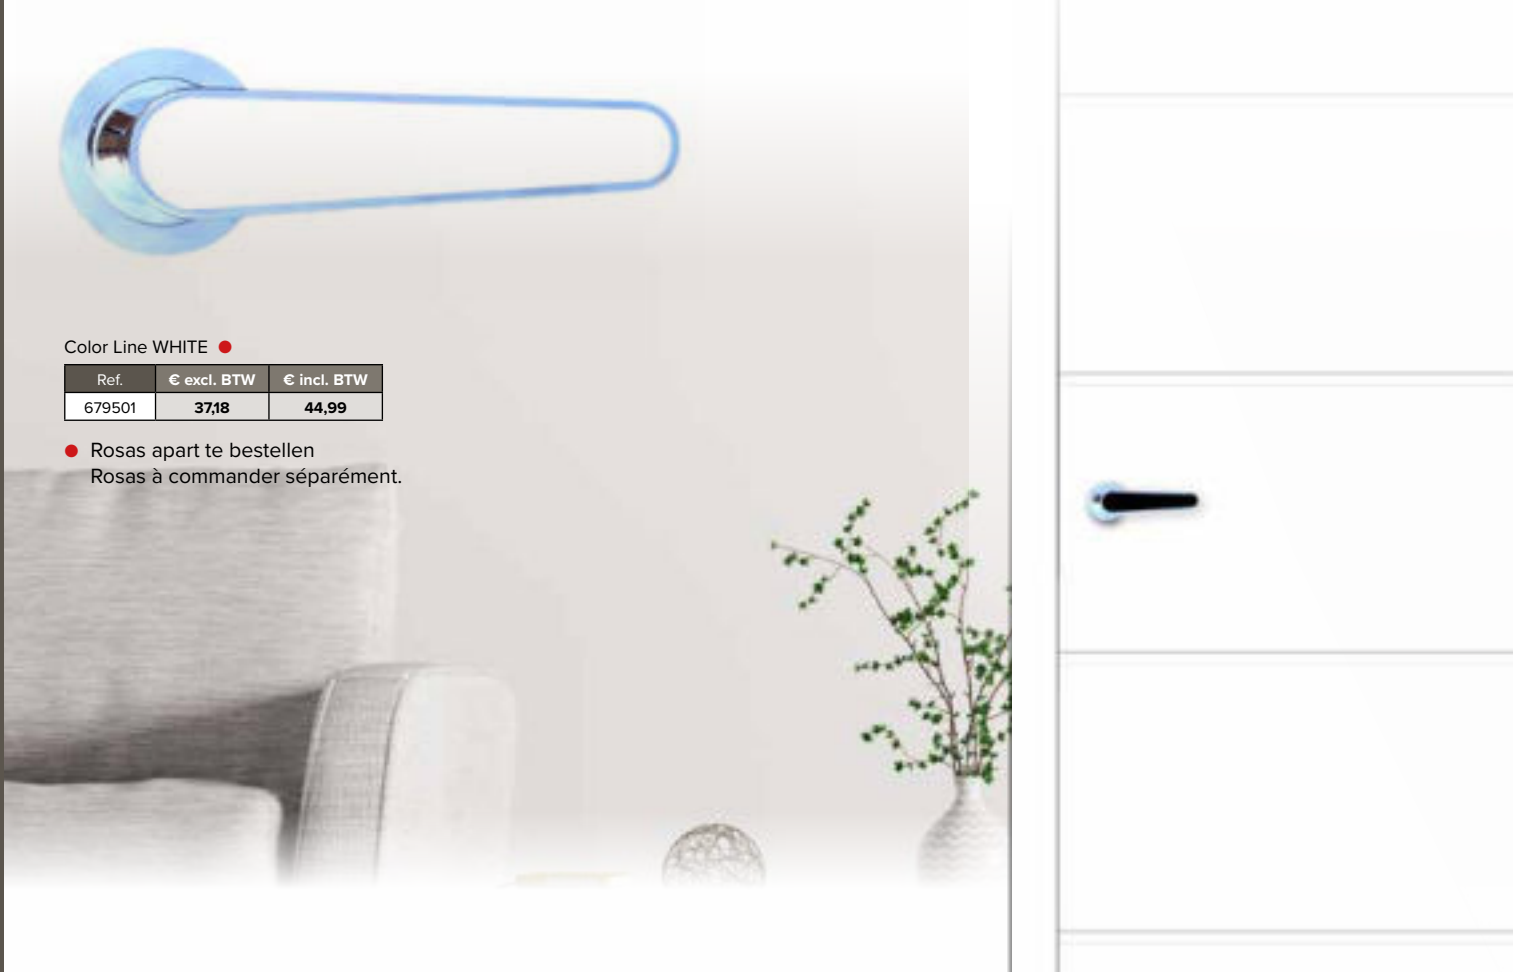 Color Line WHITE
Ref. € excl. BTW € incl. BTW
679501 37,18 44,99
Rosas apart te bestellen
Rosas à commander séparément.